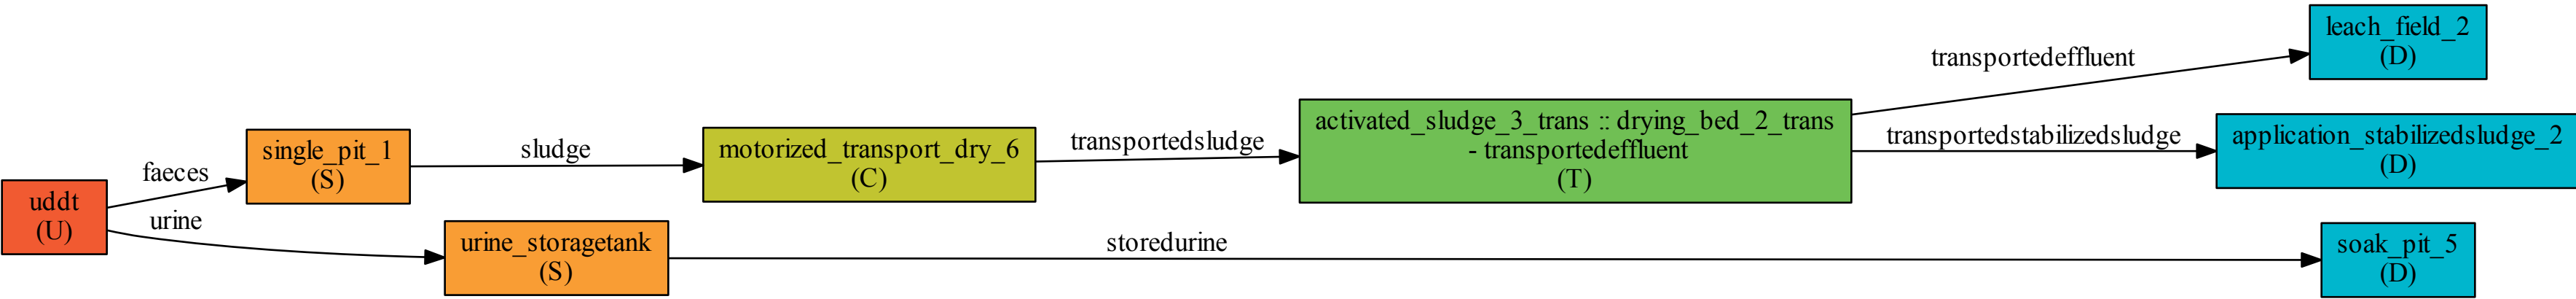 uddt
(U)
faeces
urine
single_pit_1
(S)
urine_storagetank
(S)
sludge
storedurine
motorized_transport_dry_6
(C)
transportedsludge
activated_sludge_3_trans :: drying_bed_2_trans
- transportedeffluent
(T)
transportedeffluent
transportedstabilizedsludge
leach_field_2
(D)
application_stabilizedsludge_2
(D)
soak_pit_5
(D)